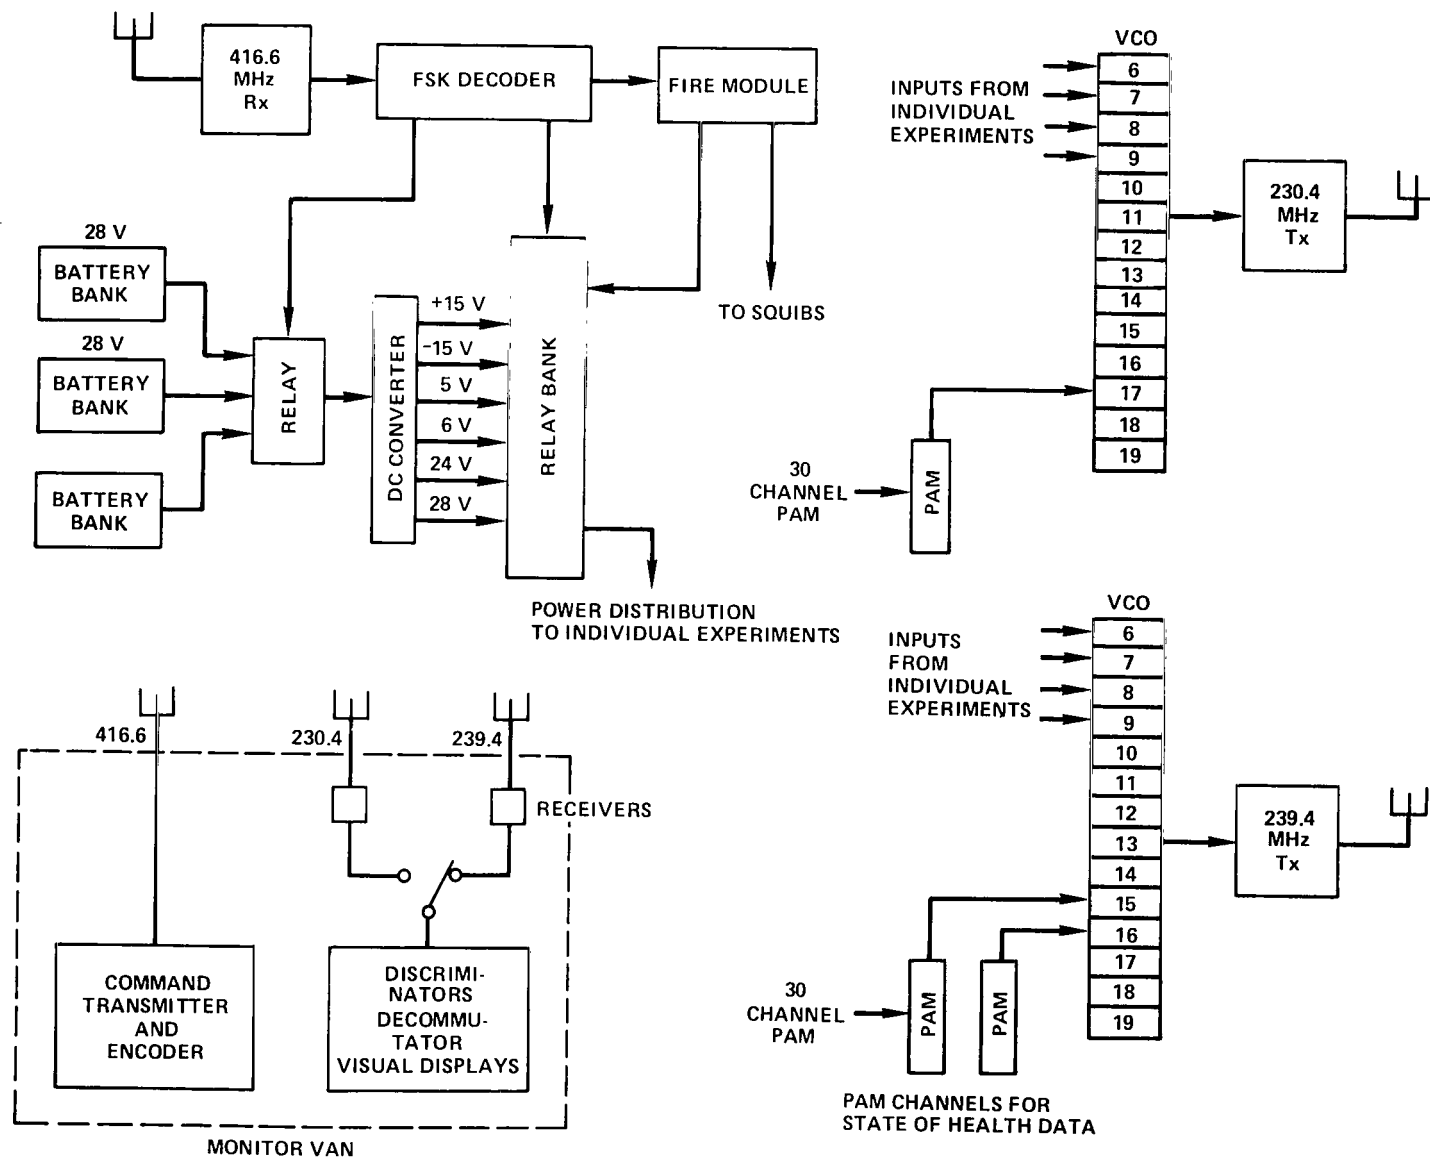 416.6
MHz
Rx
FSK DECODER
FIRE MODULE
28 V
BATTERY
BANK
28 V
BATTERY
BANK
BATTERY
BANK
RELAY
DC CONVERTER
+15 V
-15 V
5 V
6 V
24 V
28 V
RELAY BANK
TO SQUIBS
POWER DISTRIBUTION
TO INDIVIDUAL EXPERIMENTS
VCO
INPUTS FROM
INDIVIDUAL
EXPERIMENTS
6
7
8
9
10
11
12
13
14
15
16
17
18
19
230.4
MHz
Tx
30
CHANNEL
PAM
PAM
416.6
230.4
239.4
RECEIVERS
COMMAND
TRANSMITTER
AND
ENCODER
DISCRIMI-
NATORS
DECOMMU-
TATOR
VISUAL DISPLAYS
MONITOR VAN
VCO
INPUTS
FROM
INDIVIDUAL
EXPERIMENTS
6
7
8
9
10
11
12
13
14
15
16
17
18
19
239.4
MHz
Tx
30
CHANNEL
PAM
PAM
PAM
PAM CHANNELS FOR
STATE OF HEALTH DATA